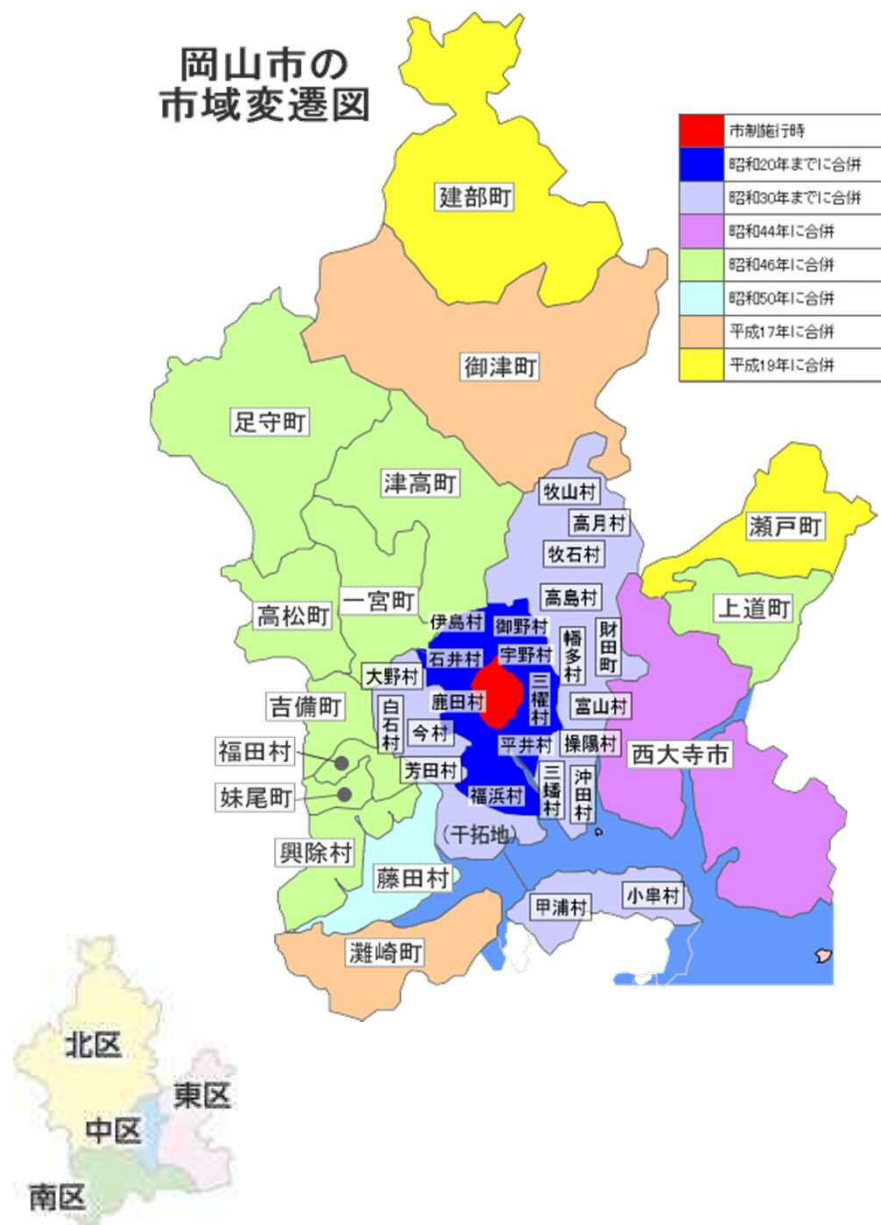 岡山市の
市域変遷図
市制施行時
昭和20年までに合併
昭和30年までに合併
昭和44年に合併
昭和46年に合併
昭和50年に合併
平成17年に合併
平成19年に合併
建部町
御津町
足守町
津高町
牧山村
高月村
瀬戸町
牧石村
高松町
一宮町
高島村
上道町
伊島村
御野村
幡多村
財田町
石井村
宇野村
大野村
三櫂村
吉備町
白石村
鹿田村
富山村
今村
福田村
平井村
操陽村
西大寺市
芳田村
妹尾町
福浜村
三蟠村
沖田村
(干拓地)
興除村
藤田村
甲浦村
小串村
灘崎町
北区
東区
中区
南区